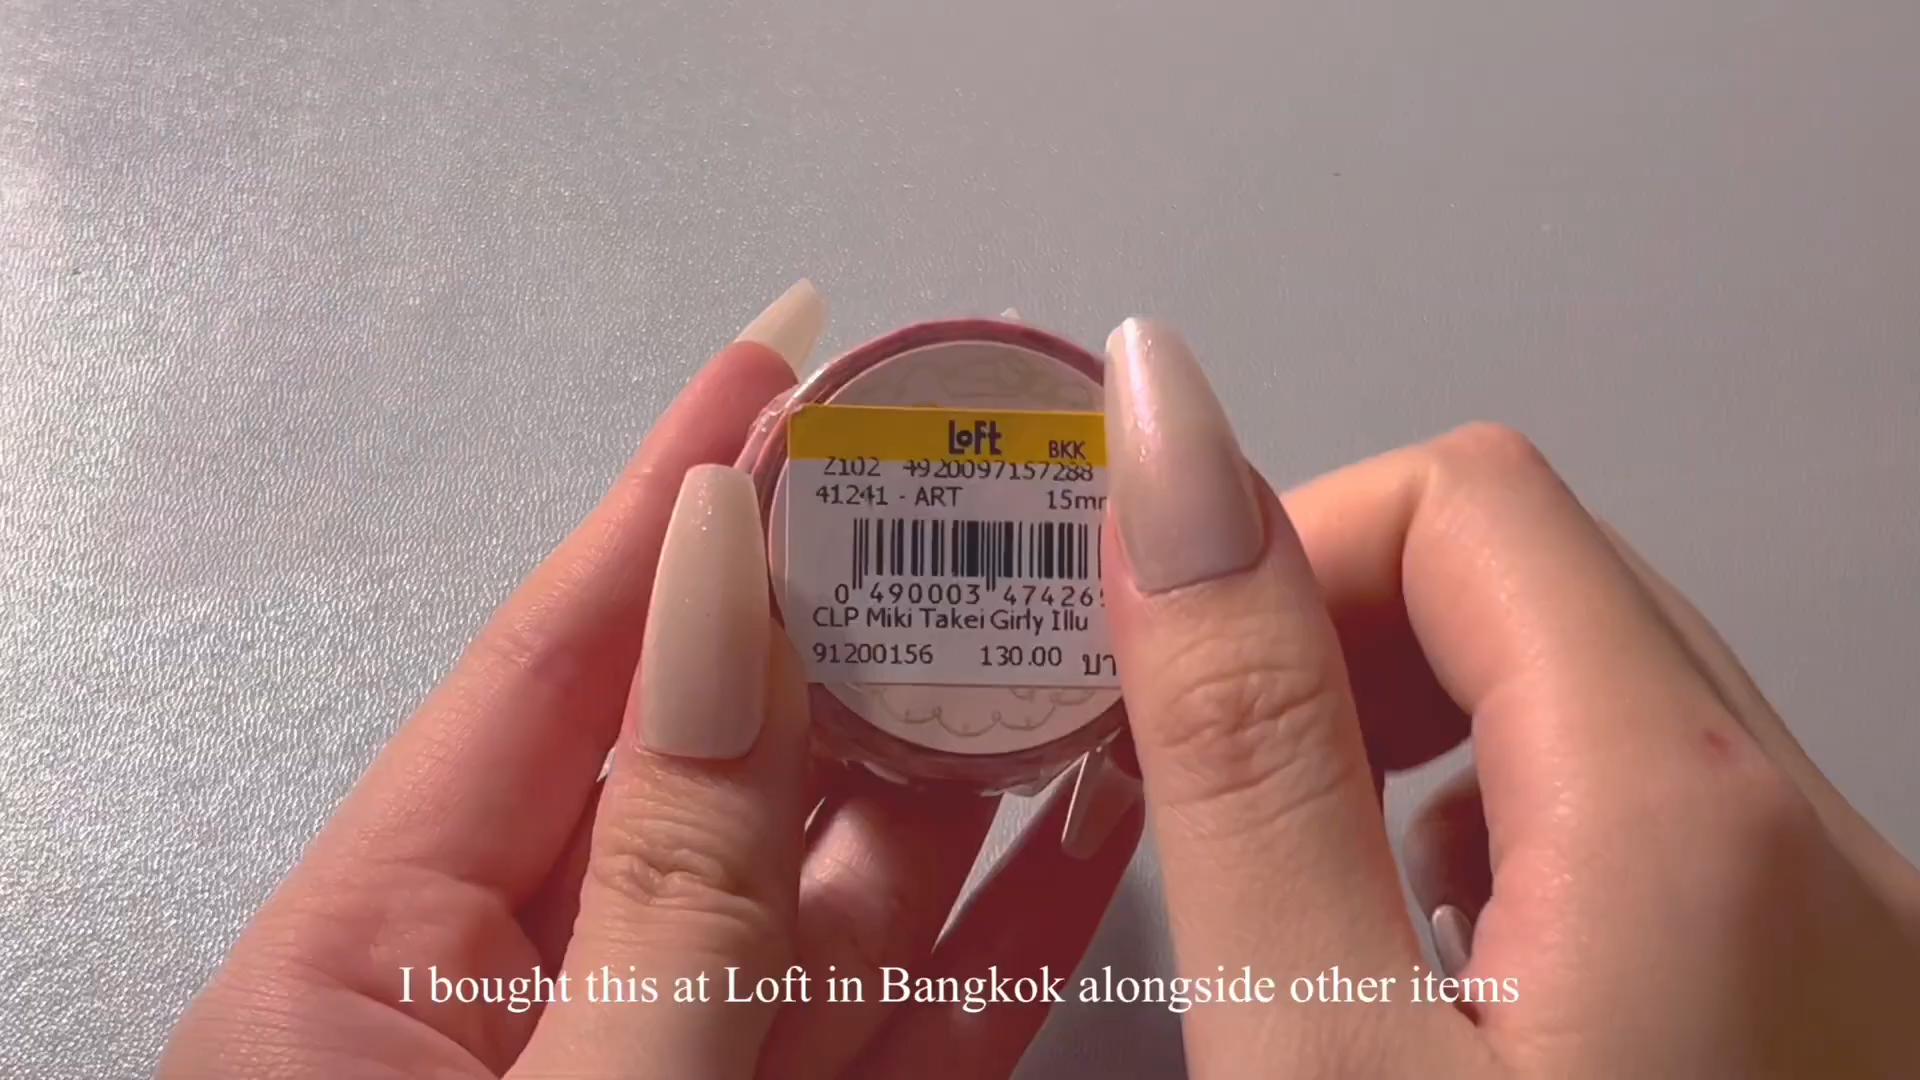 Loft BKK
Z102 4920097157288
41241 - ART 15mm
0 490003 47426
CLP Miki Takei Girly Illu
91200156 130.00
I bought this at Loft in Bangkok alongside other items